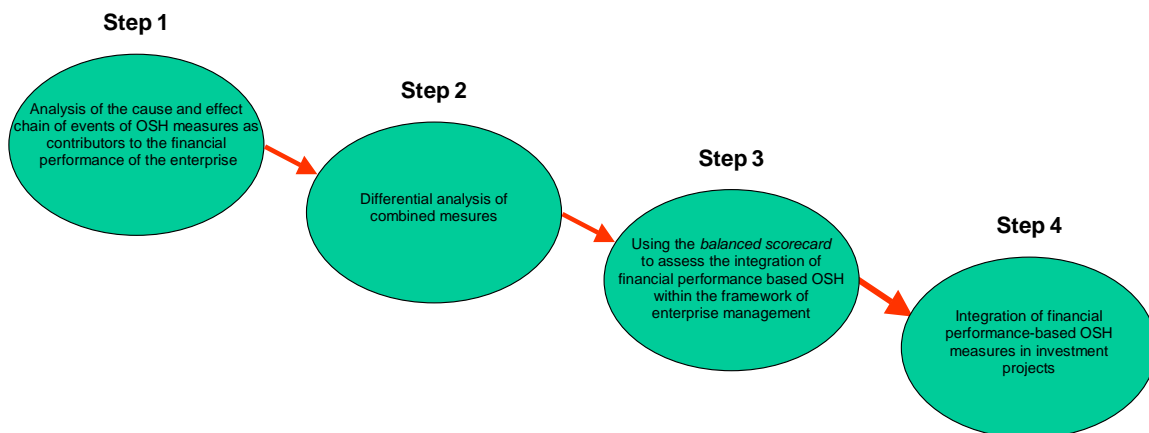 Step 1
Analysis of the cause and effect
chain of events of OSH measures as
contributors to the financial
performance of the enterprise
Step 2
Differential analysis of
combined mesures
Step 3
Using the balanced scorecard
to assess the integration of
financial performance based OSH
within the framework of
enterprise management
Step 4
Integration of financial
performance-based OSH
measures in investment
projects